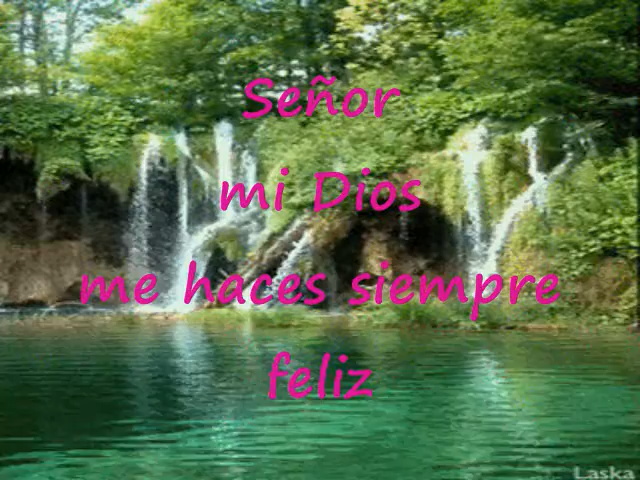 Señor
mi Dios
me haces siempre
feliz
Laska